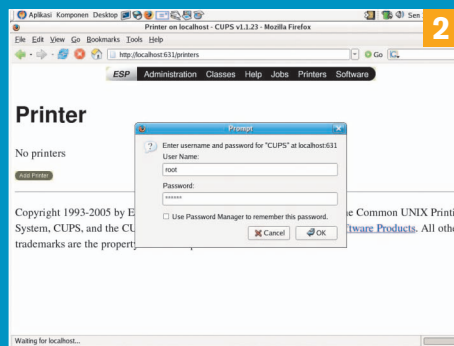 Aplikasi Komponen Desktop Sen
2
Printer on localhost - CUPS v1.1.23 - Mozilla Firefox
File Edit View Go Bookmarks Tools Help
http://localhost:631/printers Go
ESP Administration Classes Help Jobs Printers Software
Printer
No printers
Add Printer
Prompt
Enter username and password for "CUPS" at localhost:631
User Name:
root
Password:
******
Use Password Manager to remember this password.
Cancel OK
Copyright 1993-2005 by E e Common UNIX Printi
System, CUPS, and the CU tware Products. All othe
trademarks are the property
Waiting for localhost...